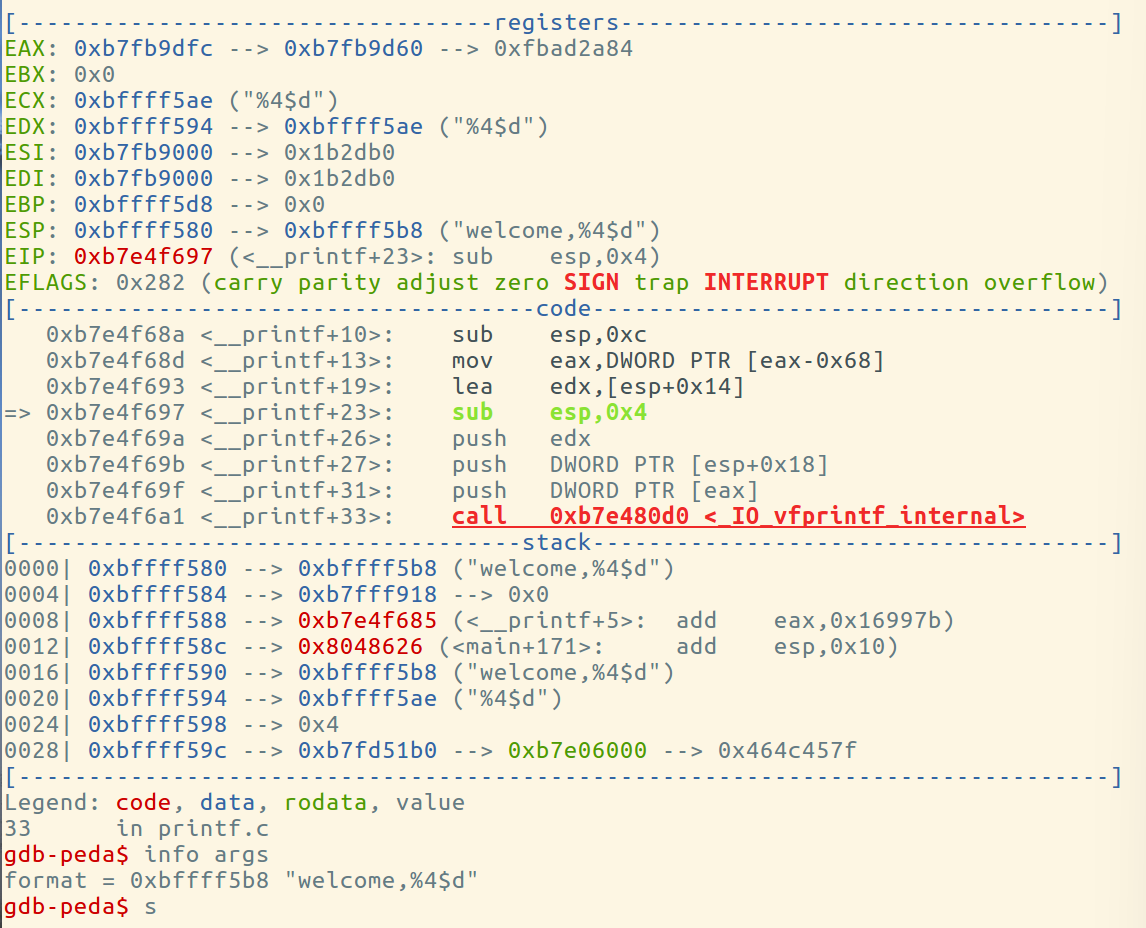 [----------------------------------registers-----------------------------------]
EAX: 0xb7fb9dfc --> 0xb7fb9d60 --> 0xfbad2a84
EBX: 0x0
ECX: 0xbffff5ae ("%4$d")
EDX: 0xbffff594 --> 0xbffff5ae ("%4$d")
ESI: 0xb7fb9000 --> 0x1b2db0
EDI: 0xb7fb9000 --> 0x1b2db0
EBP: 0xbffff5d8 --> 0x0
ESP: 0xbffff580 --> 0xbffff5b8 ("welcome,%4$d")
EIP: 0xb7e4f697 (<__printf+23>: sub    esp,0x4)
EFLAGS: 0x282 (carry parity adjust zero SIGN trap INTERRUPT direction overflow)
[-------------------------------------code-------------------------------------]
   0xb7e4f68a <__printf+10>:    sub    esp,0xc
   0xb7e4f68d <__printf+13>:    mov    eax,DWORD PTR [eax-0x68]
   0xb7e4f693 <__printf+19>:    lea    edx,[esp+0x14]
=> 0xb7e4f697 <__printf+23>:    sub    esp,0x4
   0xb7e4f69a <__printf+26>:    push   edx
   0xb7e4f69b <__printf+27>:    push   DWORD PTR [esp+0x18]
   0xb7e4f69f <__printf+31>:    push   DWORD PTR [eax]
   0xb7e4f6a1 <__printf+33>:    call   0xb7e480d0 <_IO_vfprintf_internal>
[------------------------------------stack-------------------------------------]
0000| 0xbffff580 --> 0xbffff5b8 ("welcome,%4$d")
0004| 0xbffff584 --> 0xb7fff918 --> 0x0
0008| 0xbffff588 --> 0xb7e4f685 (<__printf+5>:  add    eax,0x16997b)
0012| 0xbffff58c --> 0x8048626 (<main+171>:     add    esp,0x10)
0016| 0xbffff590 --> 0xbffff5b8 ("welcome,%4$d")
0020| 0xbffff594 --> 0xbffff5ae ("%4$d")
0024| 0xbffff598 --> 0x4
0028| 0xbffff59c --> 0xb7fd51b0 --> 0xb7e06000 --> 0x464c457f
[------------------------------------------------------------------------------]
Legend: code, data, rodata, value
33      in printf.c
gdb-peda$ info args
format = 0xbffff5b8 "welcome,%4$d"
gdb-peda$ s